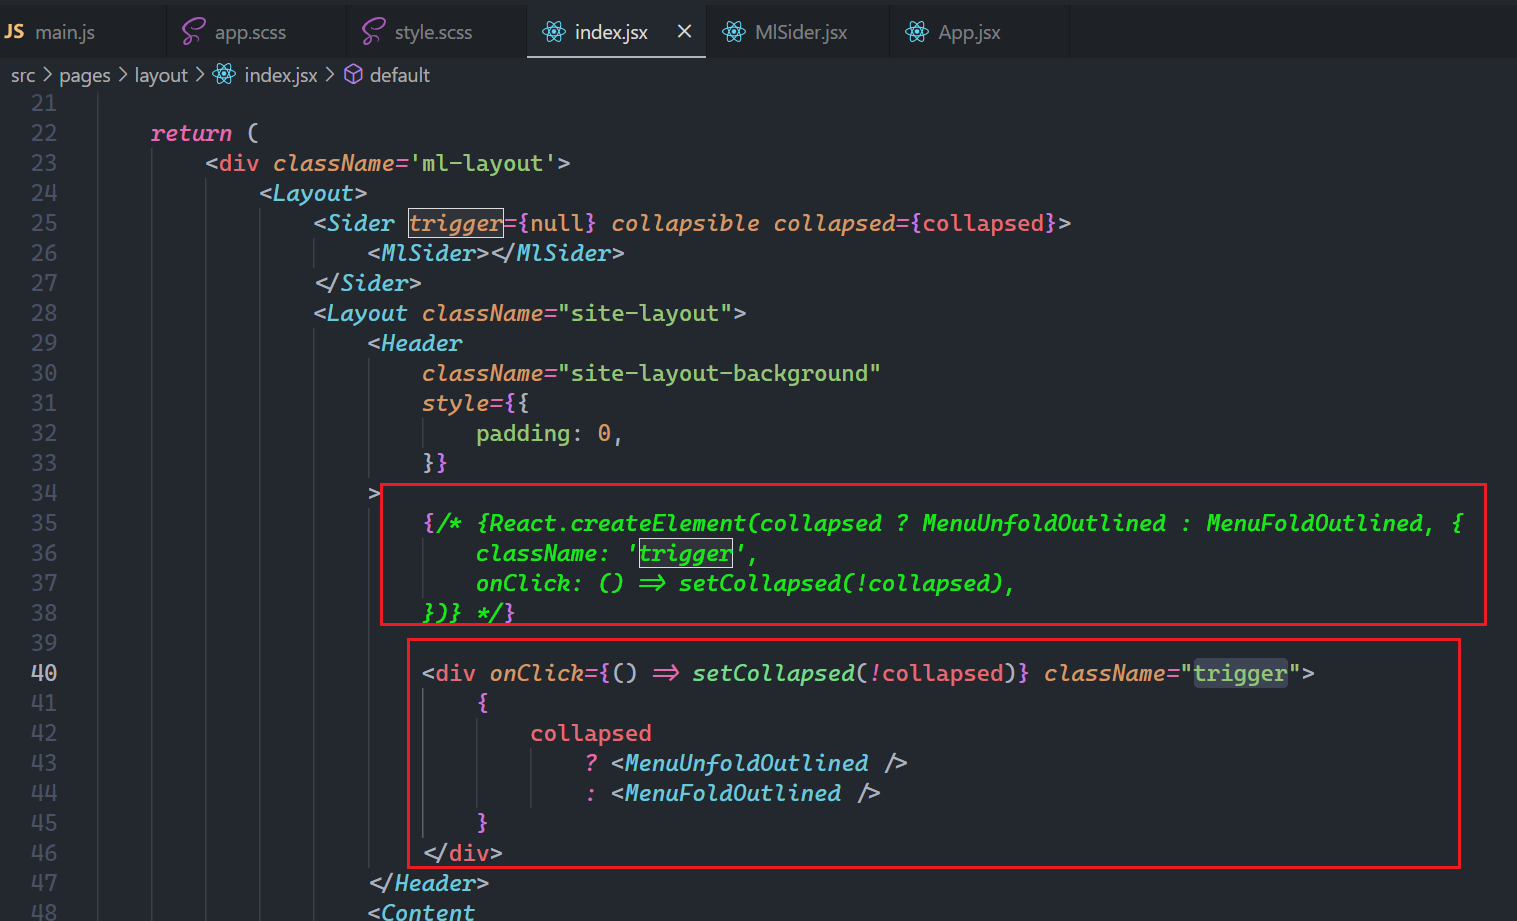 JS main.js app.scss style.scss index.jsx × MlSider.jsx App.jsx
src > pages > layout > index.jsx > default
21
22 return (
23 <div className='ml-layout'>
24 <Layout>
25 <Sider trigger={null} collapsible collapsed={collapsed}>
26 <MlSider></MlSider>
27 </Sider>
28 <Layout className="site-layout">
29 <Header
30 className="site-layout-background"
31 style={{
32 padding: 0,
33 }}
34 >
35 {/* {React.createElement(collapsed ? MenuUnfoldOutlined : MenuFoldOutlined, {
36 className: 'trigger',
37 onClick: () => setCollapsed(!collapsed),
38 })} */}
39
40 <div onClick={() => setCollapsed(!collapsed)} className="trigger">
41 {
42 collapsed
43 ? <MenuUnfoldOutlined />
44 : <MenuFoldOutlined />
45 }
46 </div>
47 </Header>
48 <Content